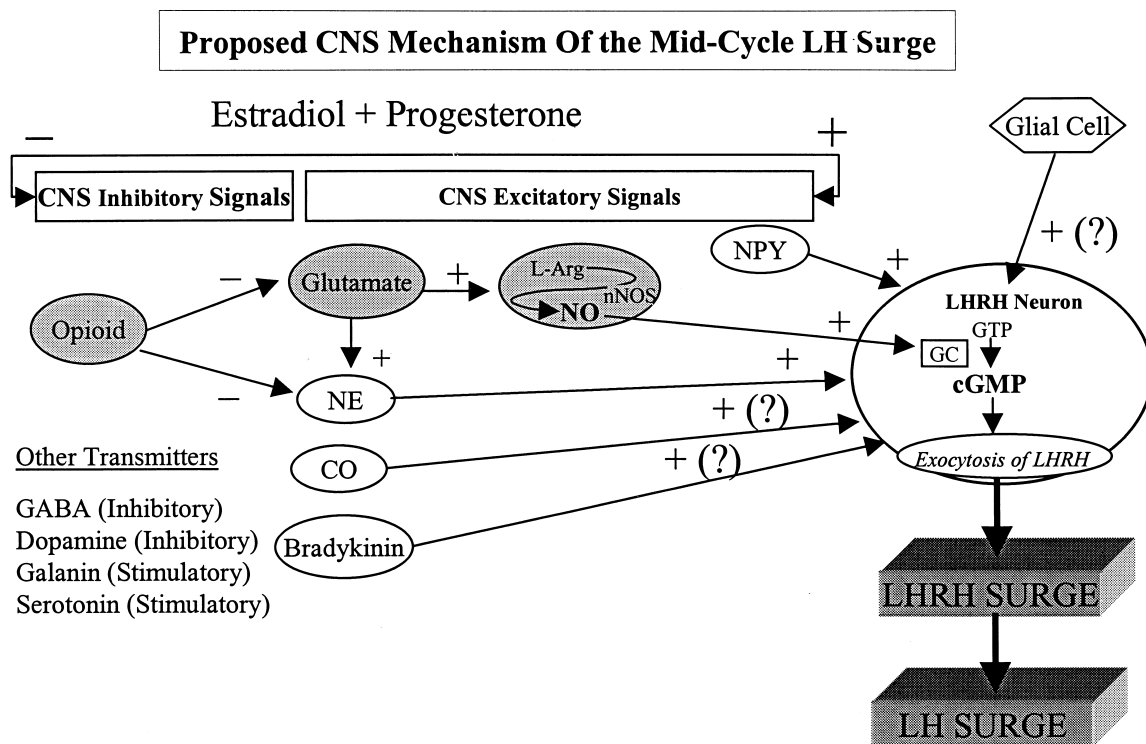 Proposed CNS Mechanism Of the Mid-Cycle LH Surge
Estradiol + Progesterone
−
+
Glial Cell
CNS Inhibitory Signals
CNS Excitatory Signals
+ (?)
NPY
+
−
Glutamate
+
L-Arg
nNOS
NO
Opioid
LHRH Neuron
+
GTP
GC
cGMP
+
+
−
NE
+ (?)
Exocytosis of LHRH
Other Transmitters
CO
+ (?)
GABA (Inhibitory)
Dopamine (Inhibitory)
Galanin (Stimulatory)
Serotonin (Stimulatory)
Bradykinin
LHRH SURGE
LH SURGE